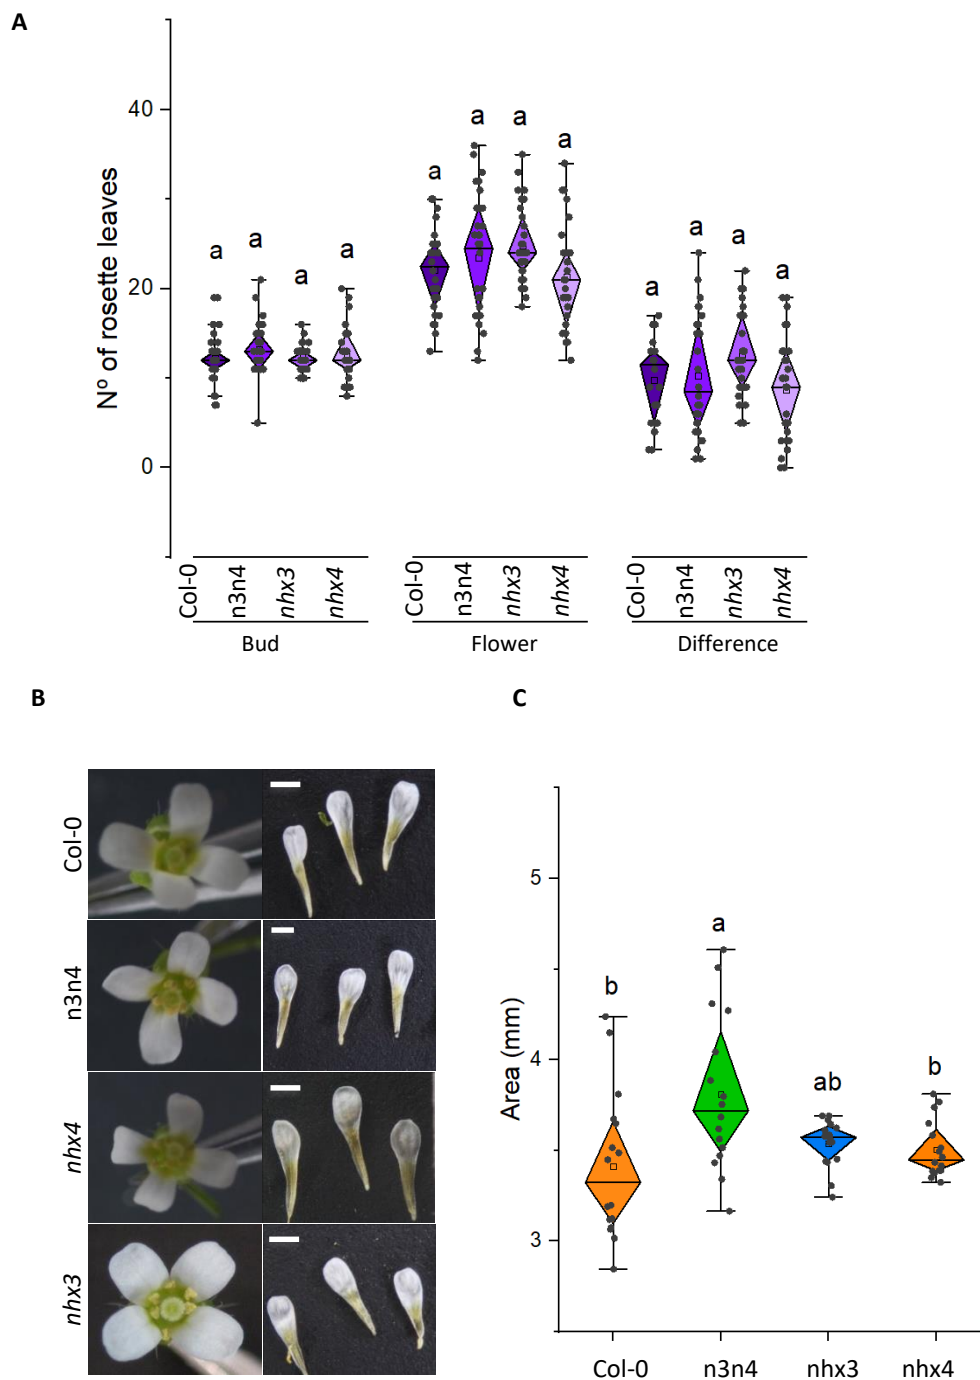 A
Nº of rosette leaves
40
20
0
a a a a
a a a a
a a a a
Col-0 n3n4 nhx3 nhx4
Col-0 n3n4 nhx3 nhx4
Col-0 n3n4 nhx3 nhx4
Bud Flower Difference
B
Col-0
n3n4
nhx4
nhx3
C
Area (mm)
5
4
3
b a ab b
Col-0 n3n4 nhx3 nhx4